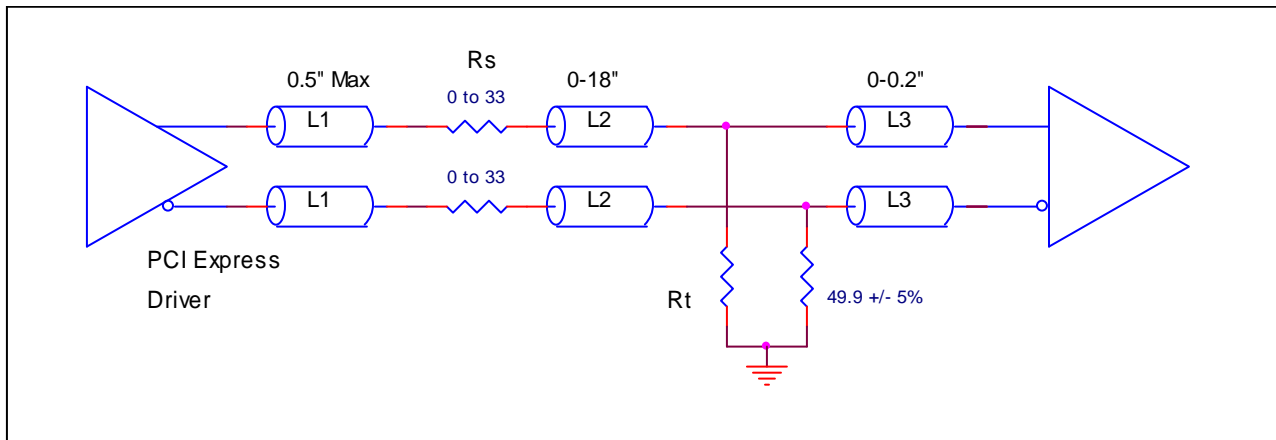 Rs
0.5" Max
0-18"
0-0.2"
0 to 33
L1
L2
L3
0 to 33
L1
L2
L3
PCI Express
Driver
Rt
49.9 +/- 5%